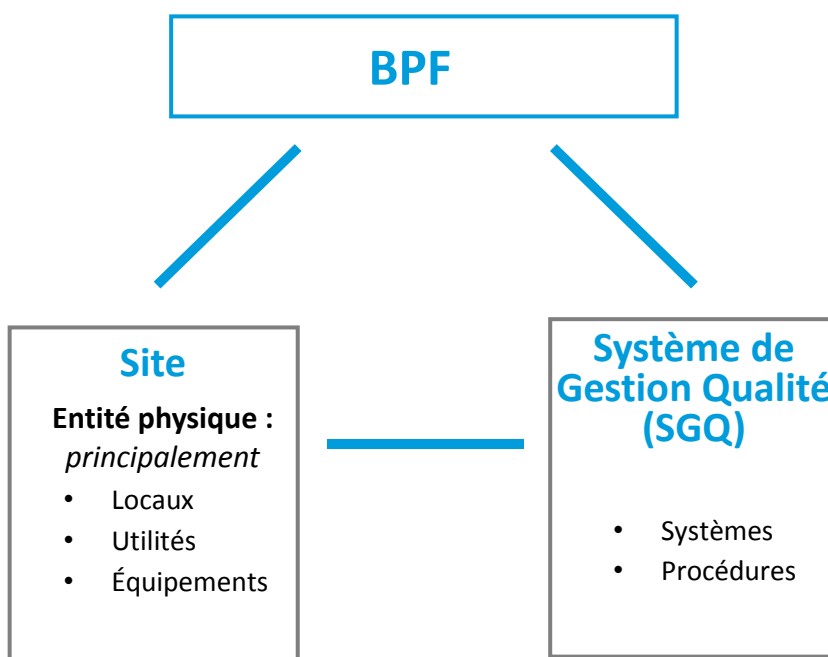 BPF
Site
Entité physique :
principalement
• Locaux
• Utilités
• Équipements
Système de
Gestion Qualité
(SGQ)
• Systèmes
• Procédures